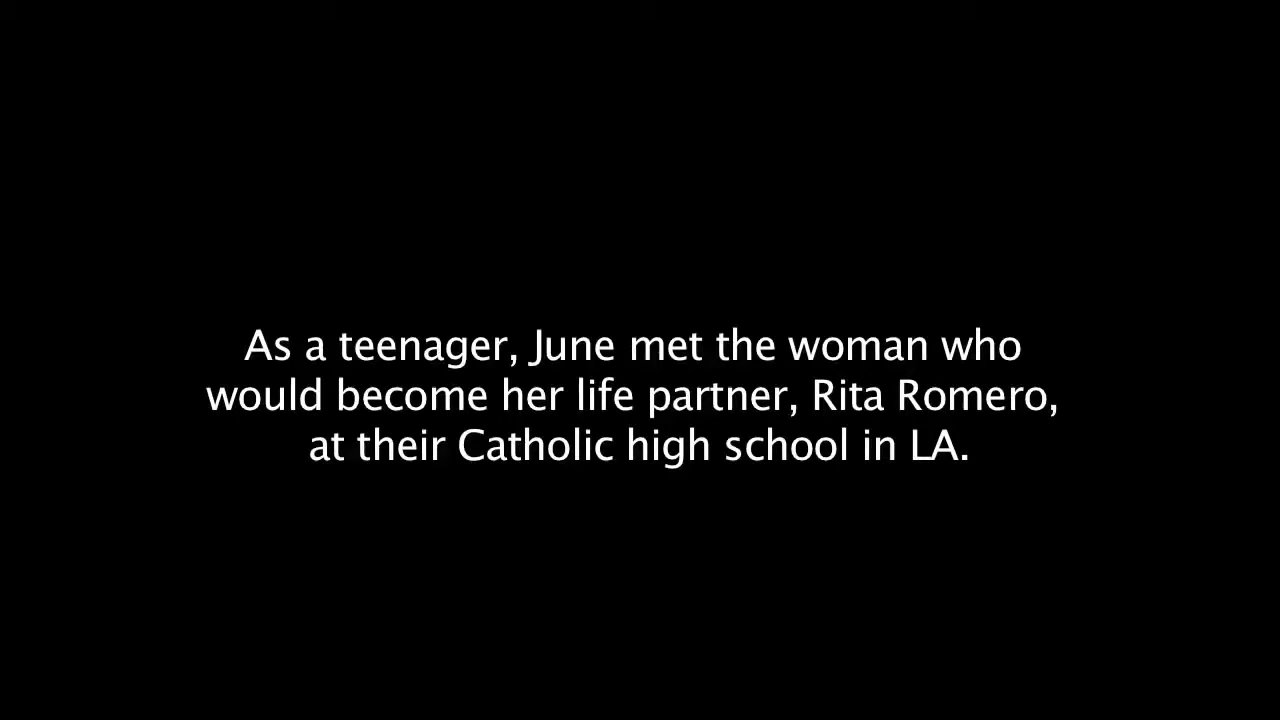 As a teenager, June met the woman who
would become her life partner, Rita Romero,
at their Catholic high school in LA.